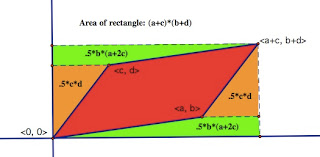 Area of rectangle: (a+c)*(b+d)
<a+c, b+d>
.5*b*(a+2c)
<c, d>
.5*c*d
.5*c*d
<a, b>
.5*b*(a+2c)
<0, 0>